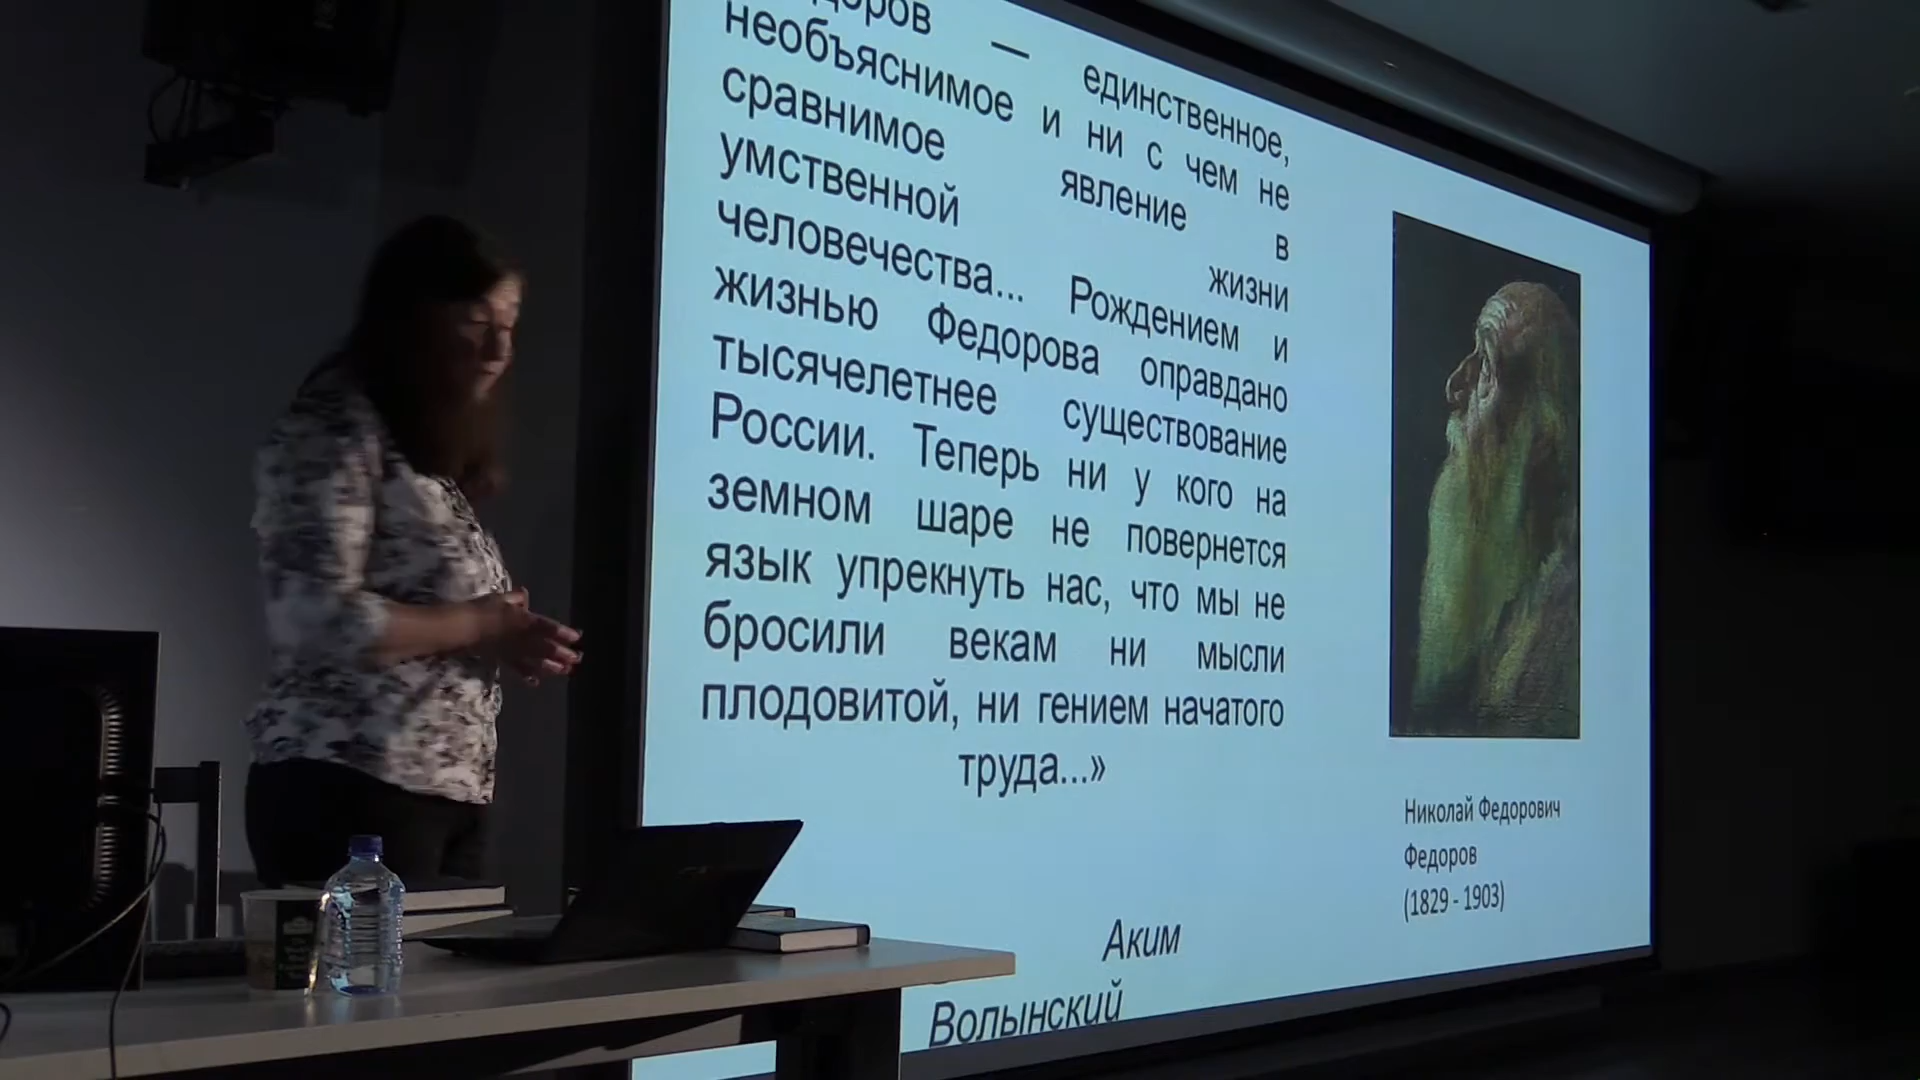 — единственное,
необъяснимое и ни с чем не
сравнимое явление в
умственной жизни
человечества... Рождением и
жизнью Федорова оправдано
тысячелетнее существование
России. Теперь ни у кого на
земном шаре не повернется
язык упрекнуть нас, что мы не
бросили векам ни мысли
плодовитой, ни гением начатого
труда...»
Аким
Волынский
Николай Федорович
Федоров
(1829 - 1903)